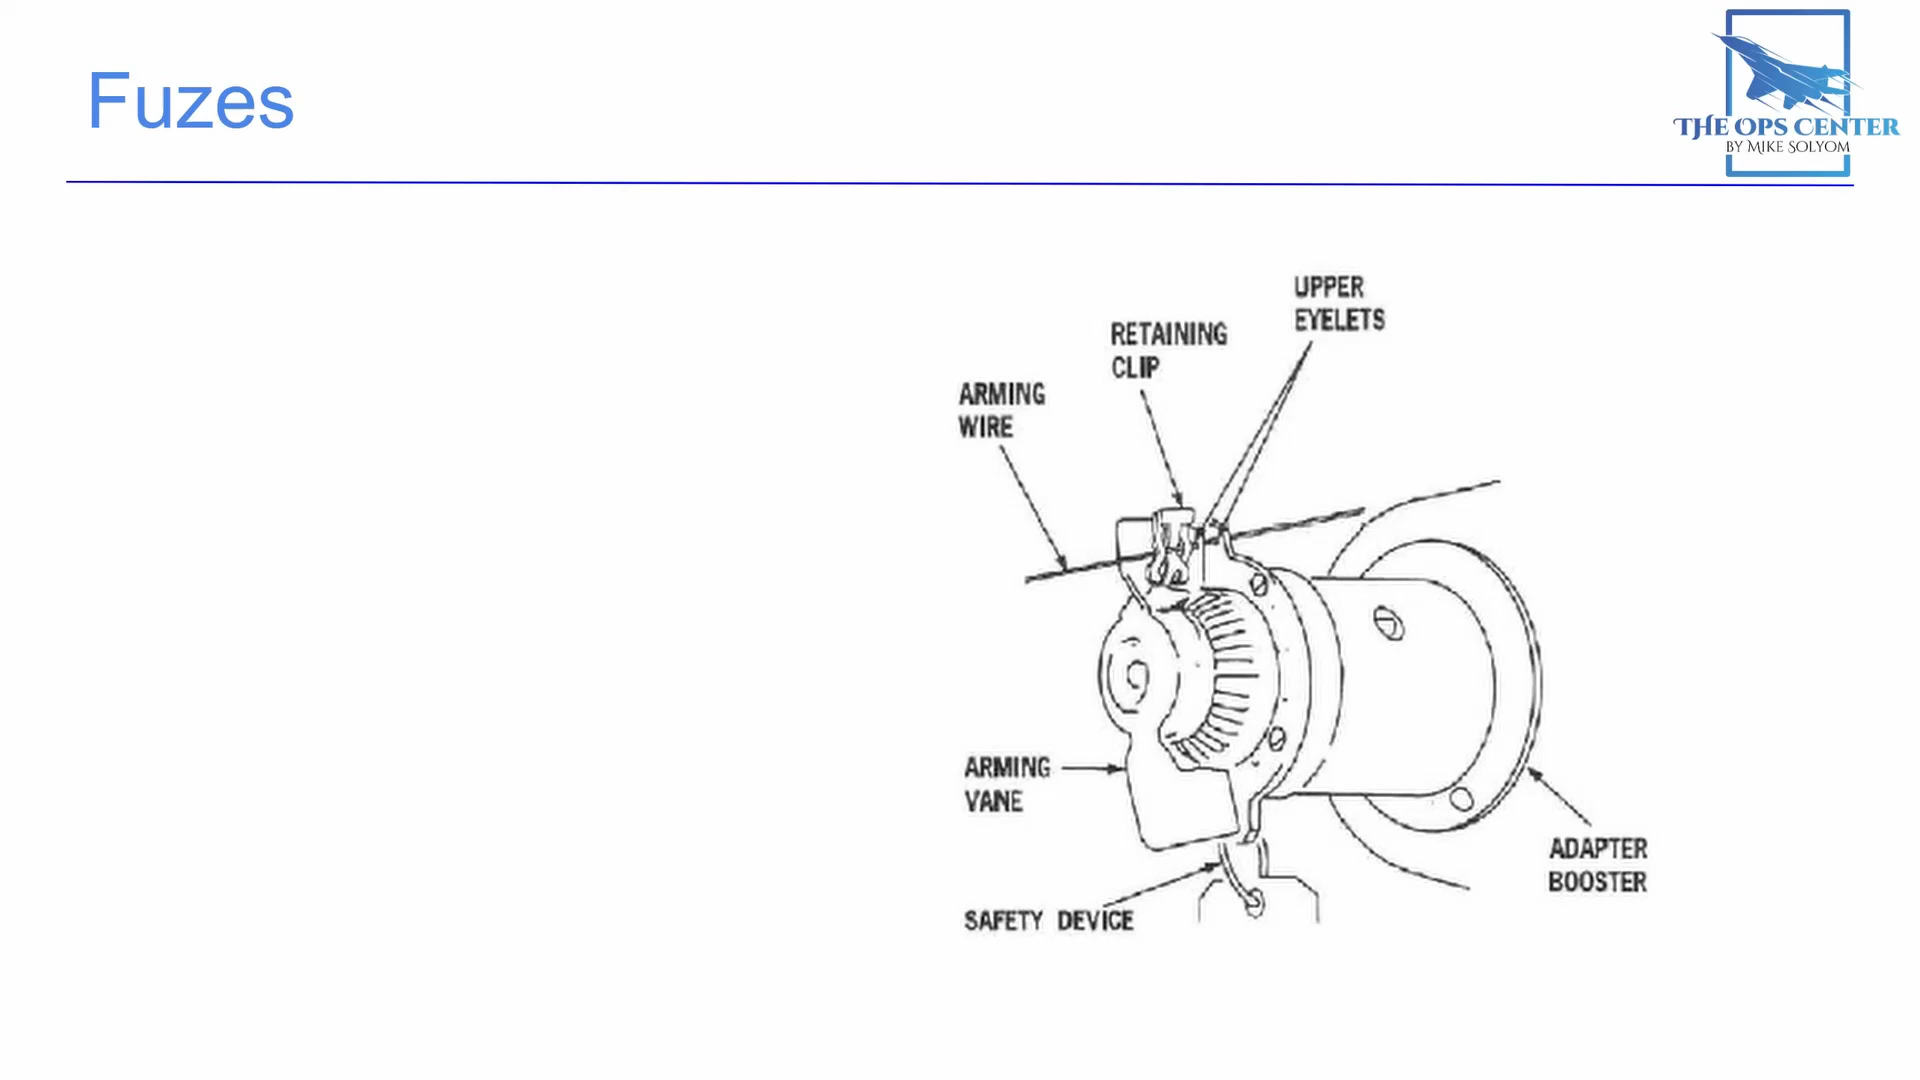 Fuzes
THE OPS CENTER
BY MIKE SOLYOM
UPPER
EYELETS
RETAINING
CLIP
ARMING
WIRE
ARMING
VANE
ADAPTER
BOOSTER
SAFETY DEVICE